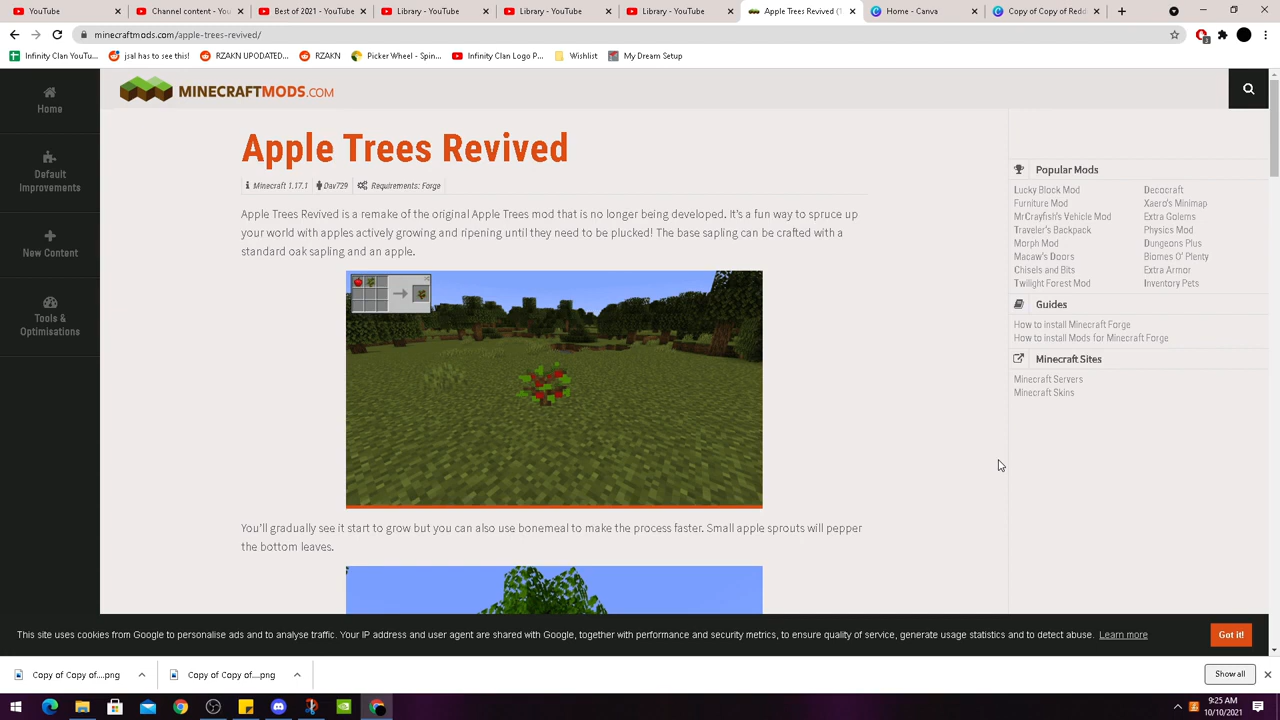 YouTube
Channel content - YouTu
Best of 2021 - YouTube
Library - YouTube
Library - YouTube
Library - YouTube
Apple Trees Revived (1
Home - Canva
Copy of Copy of Redd
minecraftmods.com/apple-trees-revived/
3
Infinity Clan YouTu...
jsal has to see this!
RZAKN UPDOATED...
RZAKN
Picker Wheel - Spin...
Infinity Clan Logo P...
Wishlist
My Dream Setup
MINECRAFTMODS.COM
Home
Default
Improvements
New Content
Tools &
Optimisations
Apple Trees Revived
Minecraft 1.17.1
Dav729
Requirements: Forge
Apple Trees Revived is a remake of the original Apple Trees mod that is no longer being developed. It's a fun way to spruce up
your world with apples actively growing and ripening until they need to be plucked! The base sapling can be crafted with a
standard oak sapling and an apple.
You'll gradually see it start to grow but you can also use bonemeal to make the process faster. Small apple sprouts will pepper
the bottom leaves.
Popular Mods
Lucky Block Mod
Decocraft
Furniture Mod
Xaero's Minimap
MrCrayfish's Vehicle Mod
Extra Golems
Traveler's Backpack
Physics Mod
Morph Mod
Dungeons Plus
Macaw's Doors
Biomes O' Plenty
Chisels and Bits
Extra Armor
Twilight Forest Mod
Inventory Pets
Guides
How to install Minecraft Forge
How to install Mods for Minecraft Forge
Minecraft Sites
Minecraft Servers
Minecraft Skins
This site uses cookies from Google to personalise ads and to analyse traffic. Your IP address and user agent are shared with Google, together with performance and security metrics, to ensure quality of service, generate usage statistics and to detect abuse. Learn more
Got it!
Copy of Copy of....png
Copy of Copy of....png
Show all
9:25 AM
10/10/2021